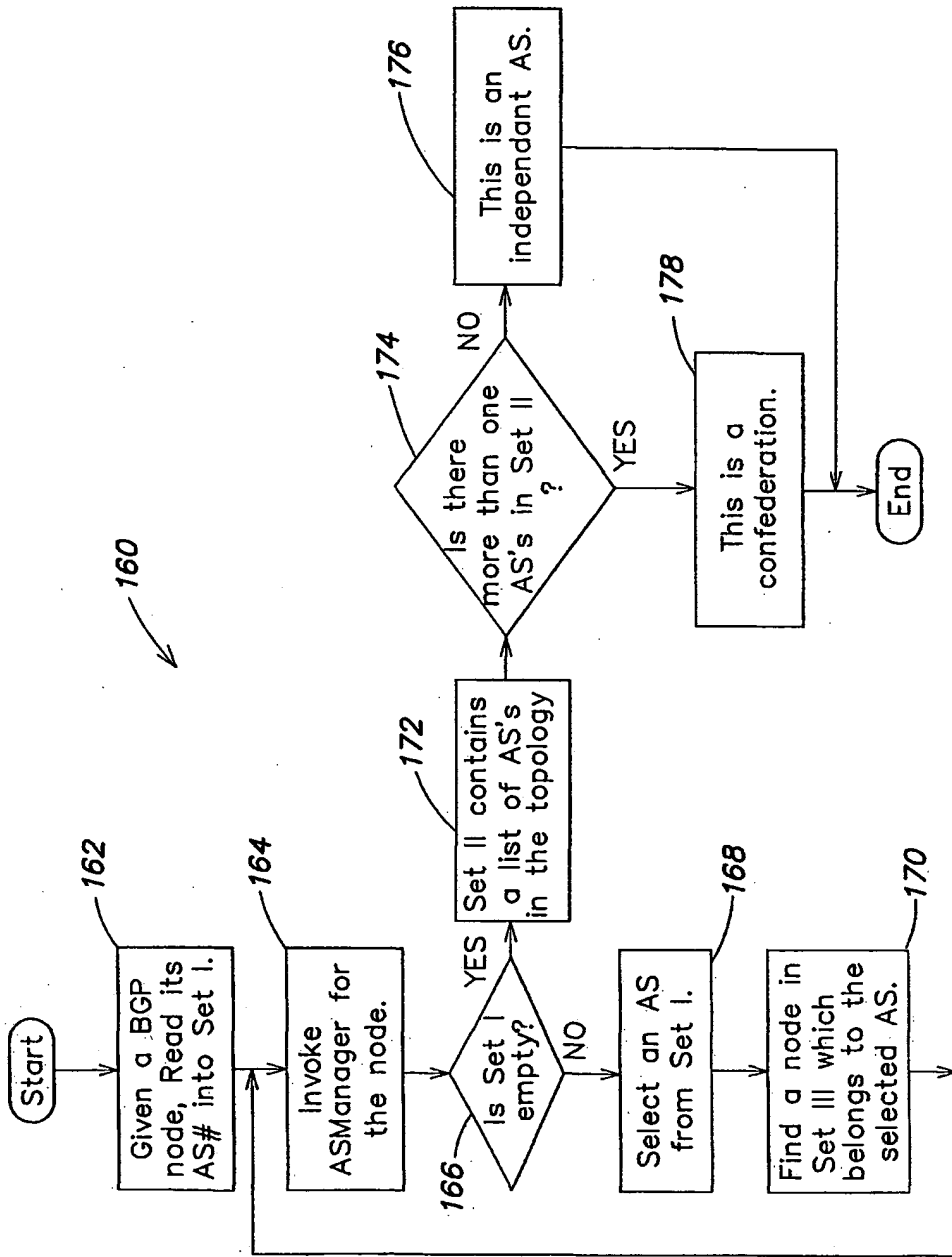 160
Start
162
Given a BGP
node, Read its
AS# into Set I.
164
Invoke
ASManager for
the node.
166
Is Set I
empty?
YES
NO
168
Select an AS
from Set I.
170
Find a node in
Set III which
belongs to the
selected AS.
172
Set II contains
a list of AS's
in the topology
174
Is there
more than one
AS's in Set II
?
NO
YES
176
This is an
independant AS.
178
This is a
confederation.
End